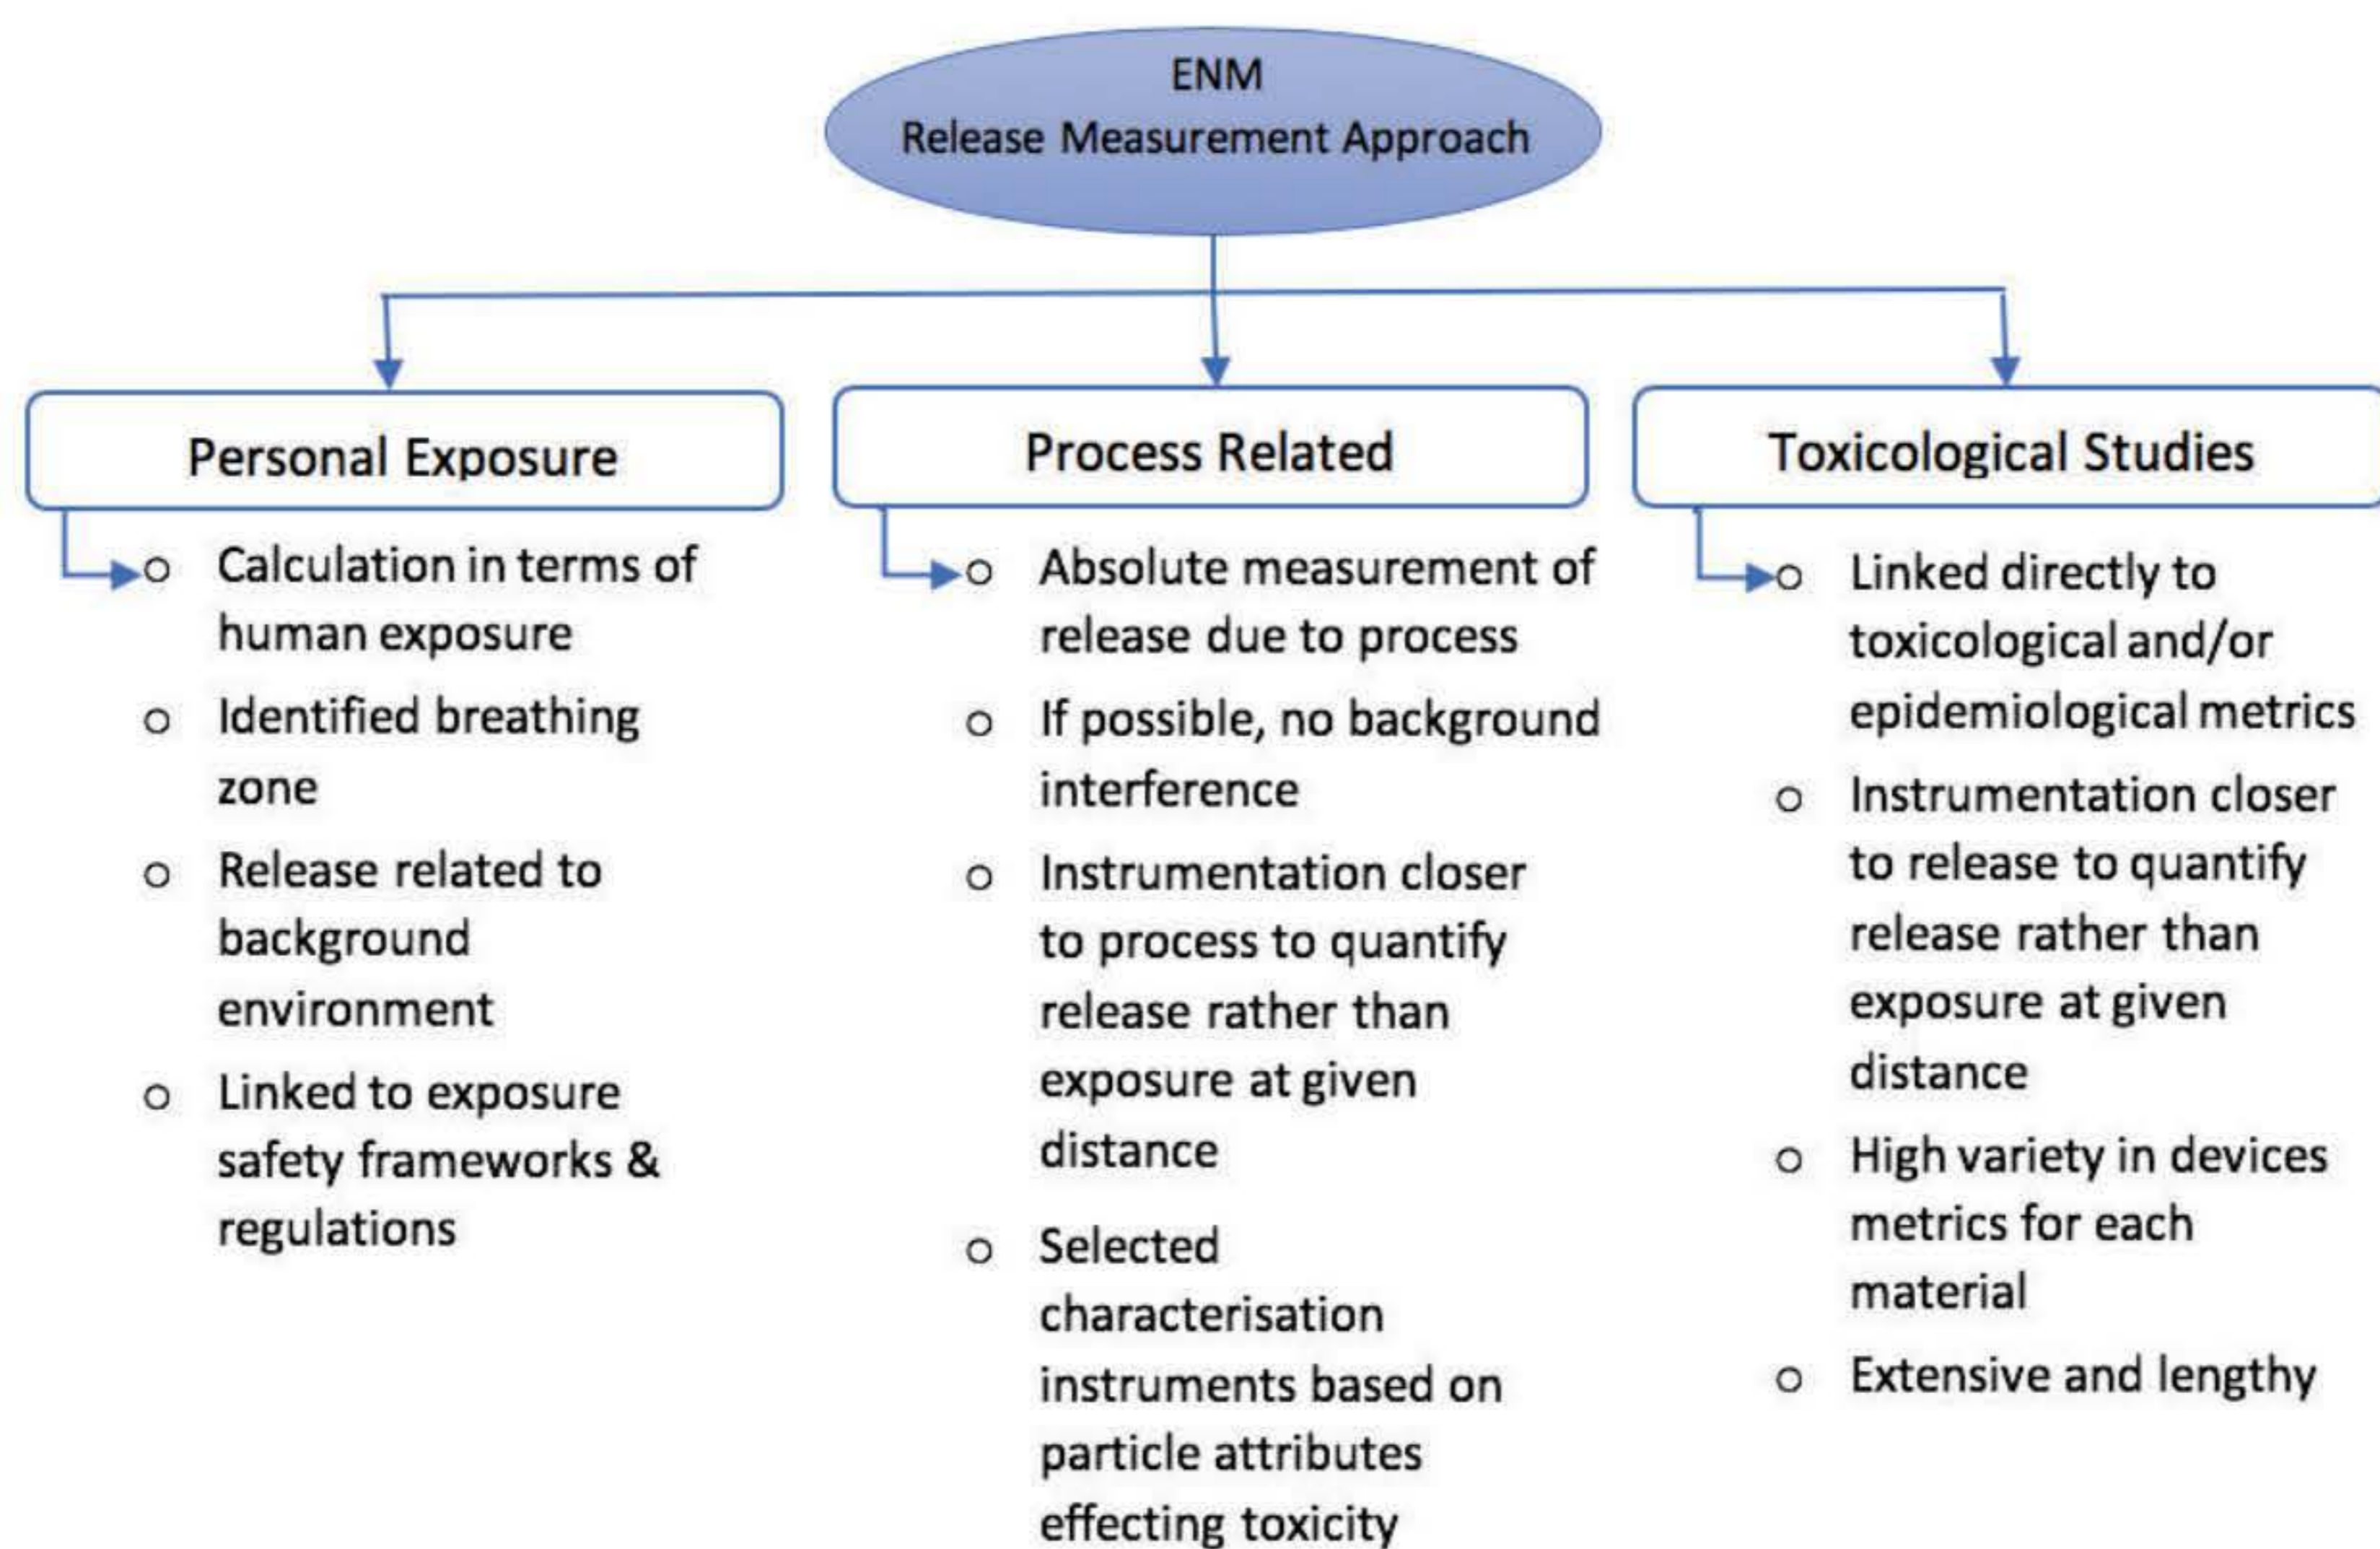 ENM
Release Measurement Approach
Personal Exposure
○ Calculation in terms of
human exposure
○ Identified breathing
zone
○ Release related to
background
environment
○ Linked to exposure
safety frameworks &
regulations
Process Related
○ Absolute measurement of
release due to process
○ If possible, no background
interference
○ Instrumentation closer
to process to quantify
release rather than
exposure at given
distance
○ Selected
characterisation
instruments based on
particle attributes
effecting toxicity
Toxicological Studies
○ Linked directly to
toxicological and/or
epidemiological metrics
○ Instrumentation closer
to release to quantify
release rather than
exposure at given
distance
○ High variety in devices
metrics for each
material
○ Extensive and lengthy